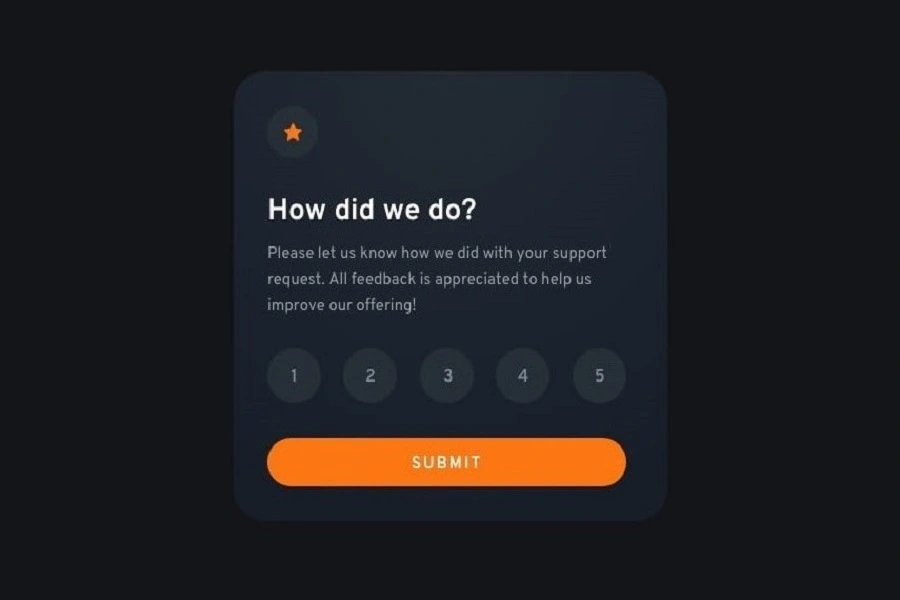 How did we do?
Please let us know how we did with your support
request. All feedback is appreciated to help us
improve our offering!
1 2 3 4 5
SUBMIT